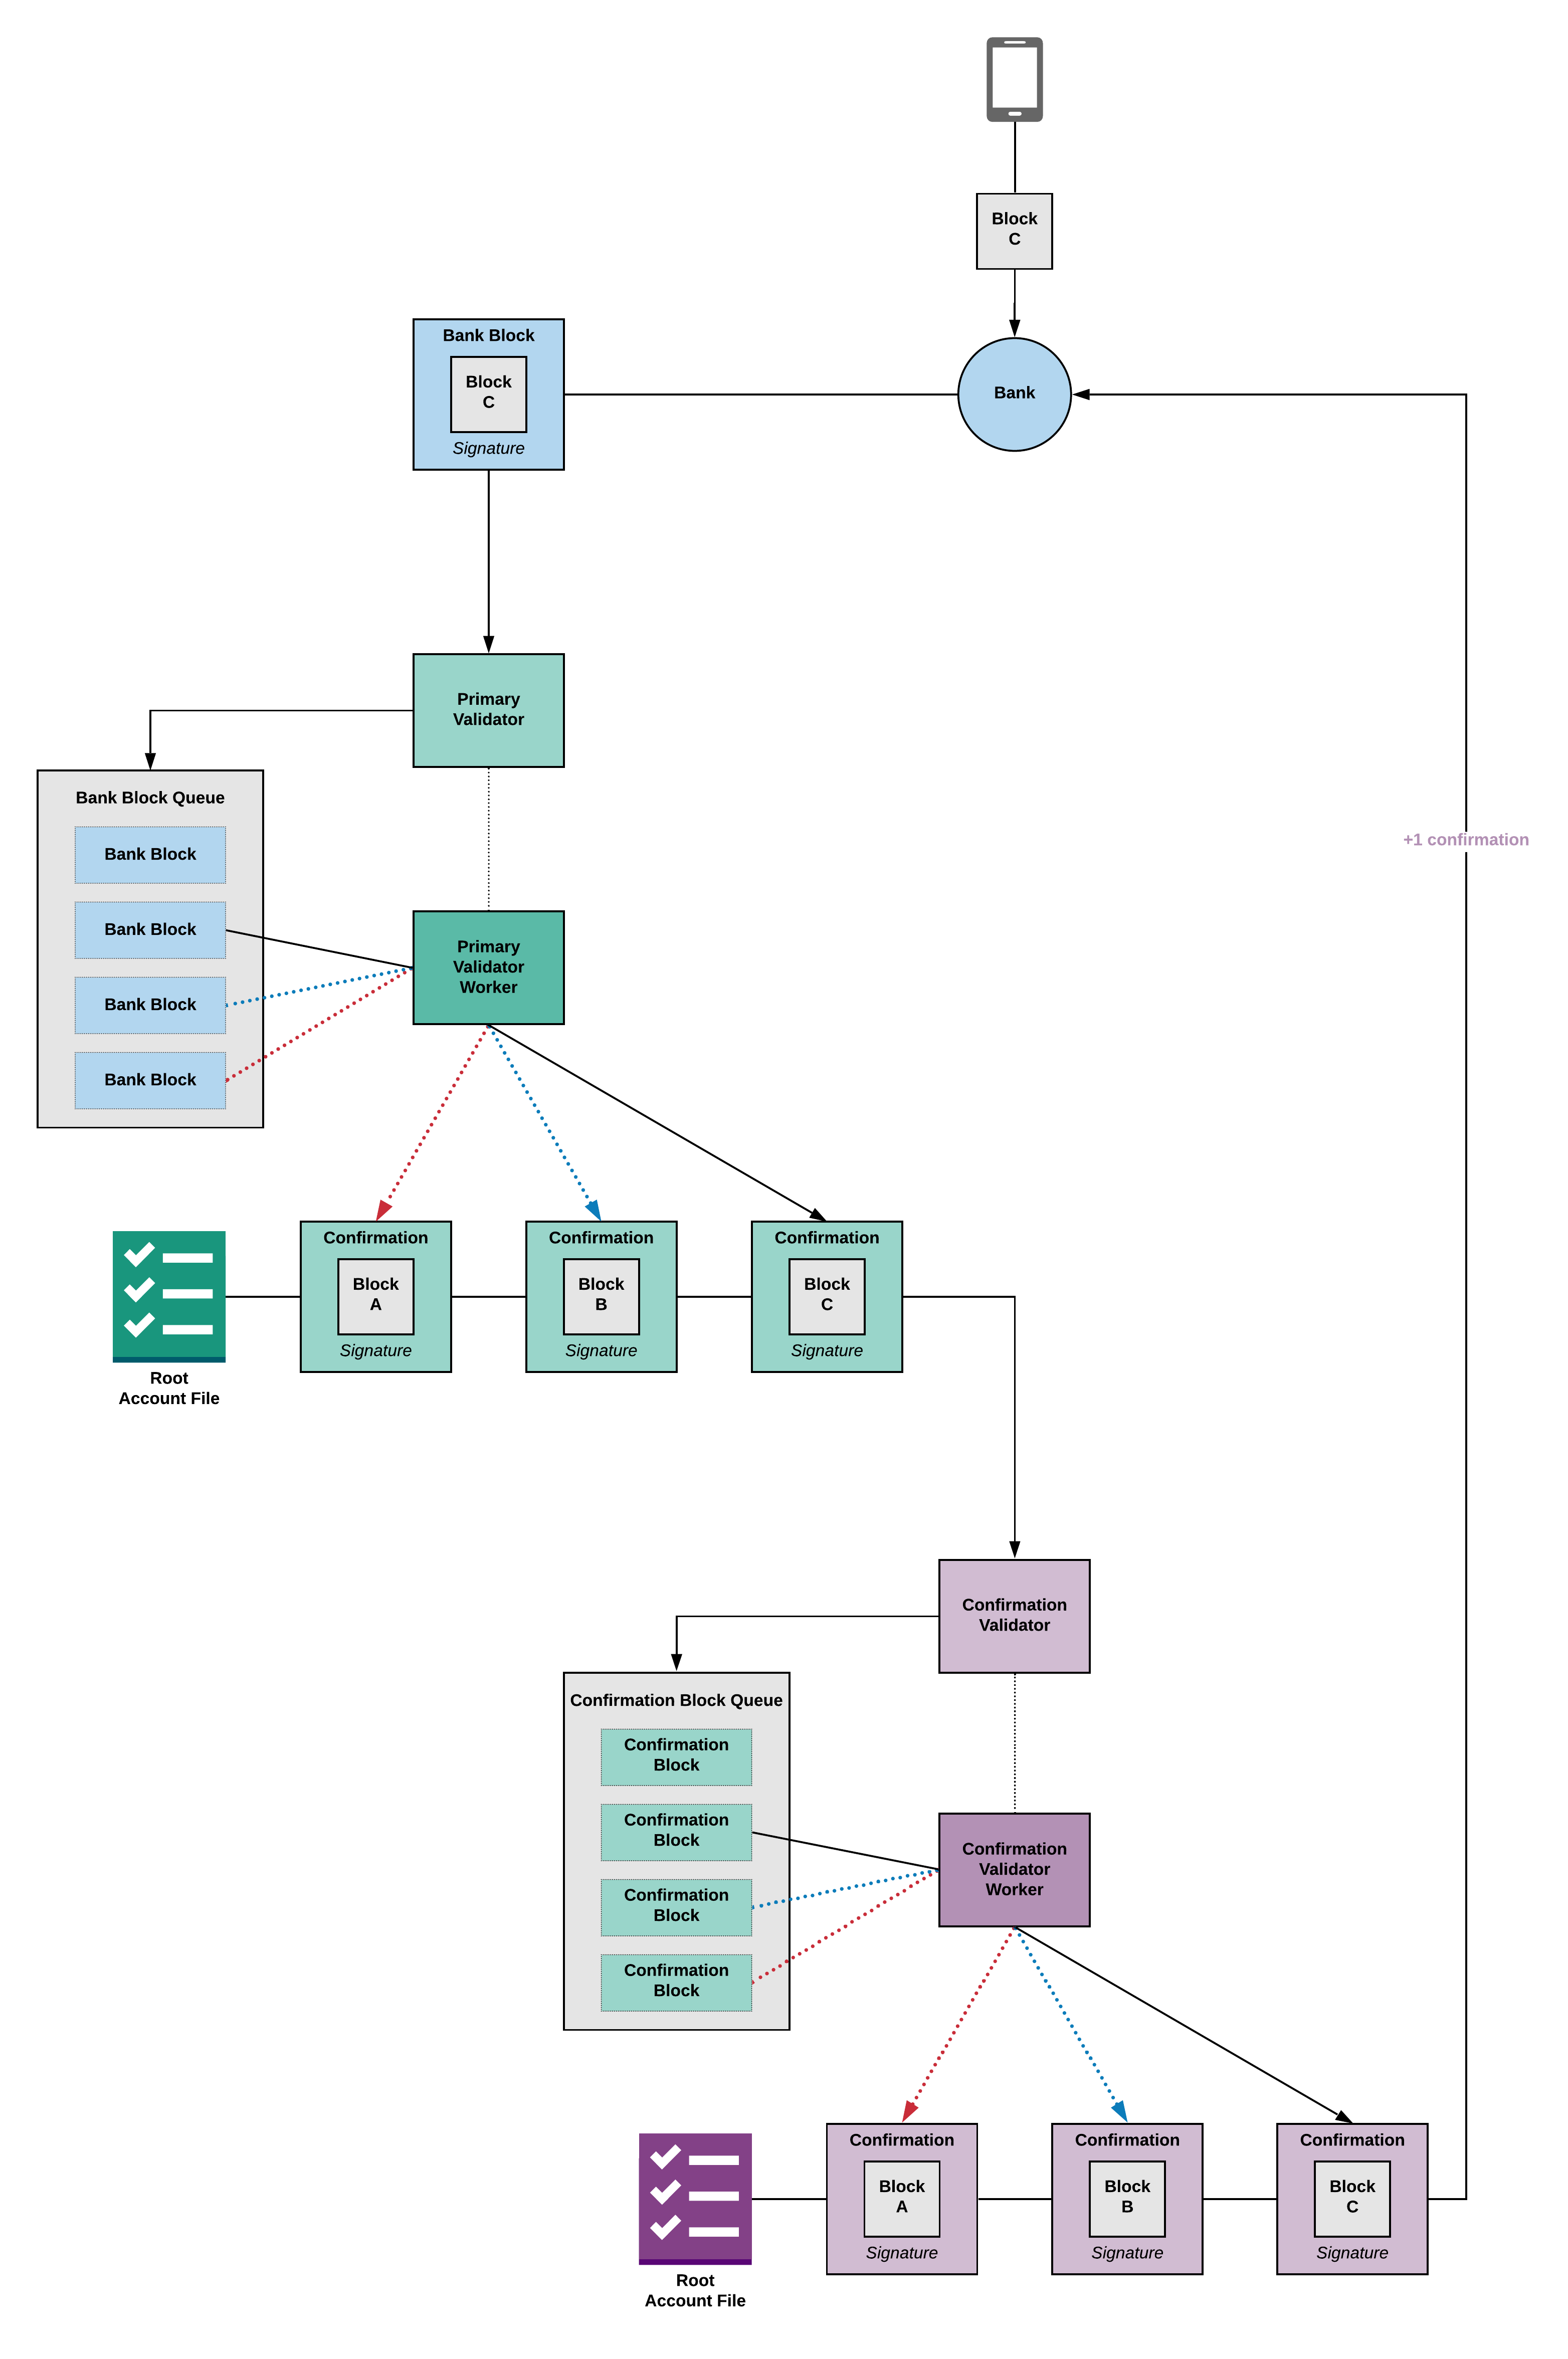 Block
C
Bank Block
Block
C
Signature
Bank
Primary
Validator
Bank Block Queue
Bank Block
Bank Block
Bank Block
Bank Block
+1 confirmation
Primary
Validator
Worker
Confirmation
Block
A
Signature
Confirmation
Block
B
Signature
Confirmation
Block
C
Signature
Root
Account File
Confirmation
Validator
Confirmation Block Queue
Confirmation
Block
Confirmation
Block
Confirmation
Block
Confirmation
Block
Confirmation
Validator
Worker
Confirmation
Block
A
Signature
Confirmation
Block
B
Signature
Confirmation
Block
C
Signature
Root
Account File